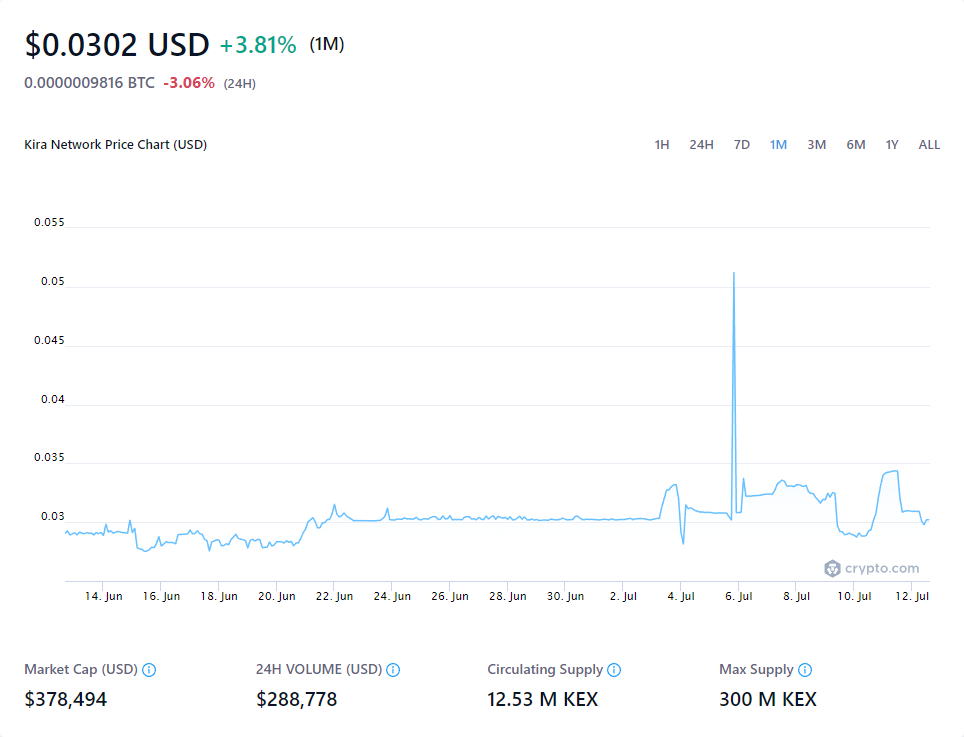 $0.0302 USD +3.81% (1M)
0.0000009816 BTC -3.06% (24H)
Kira Network Price Chart (USD) 1H 24H 7D 1M 3M 6M 1Y ALL
0.055
0.05
0.045
0.04
0.035
0.03
crypto.com
14. Jun 16. Jun 18. Jun 20. Jun 22. Jun 24. Jun 26. Jun 28. Jun 30. Jun 2. Jul 4. Jul 6. Jul 8. Jul 10. Jul 12. Jul
Market Cap (USD) 24H VOLUME (USD) Circulating Supply Max Supply
$378,494 $288,778 12.53 M KEX 300 M KEX